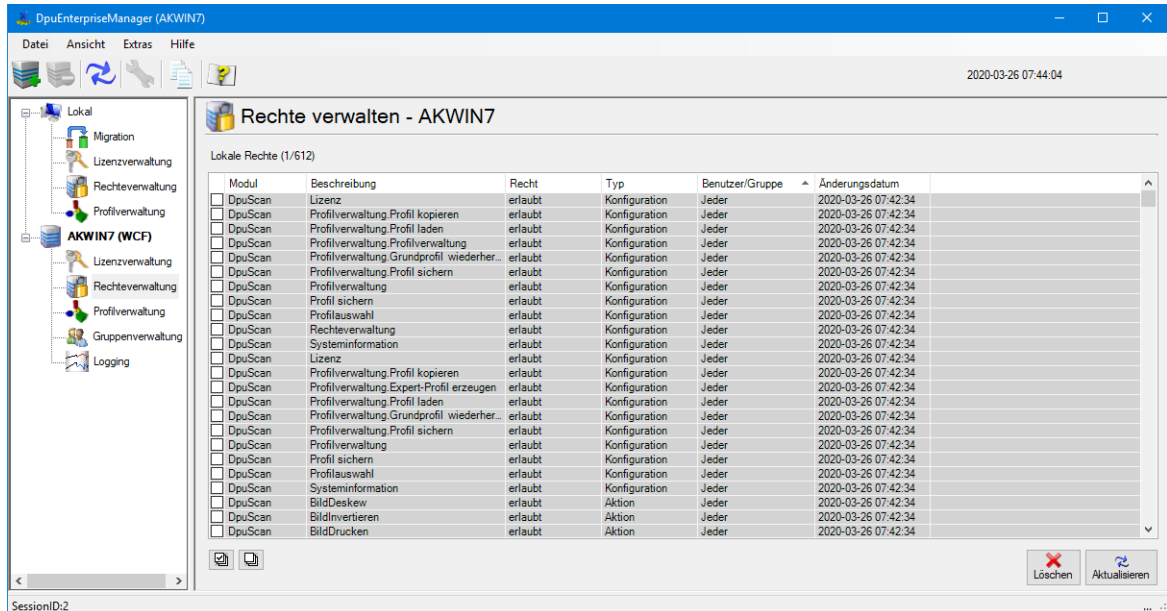 DpuEnterpriseManager (AKWIN7)
Datei Ansicht Extras Hilfe
2020-03-26 07:44:04
Lokal
Migration
Lizenzverwaltung
Rechteverwaltung
Profilverwaltung
AKWIN7 (WCF)
Lizenzverwaltung
Rechteverwaltung
Profilverwaltung
Gruppenverwaltung
Logging
Rechte verwalten - AKWIN7
Lokale Rechte (1/612)
Modul Beschreibung Recht Typ Benutzer/Gruppe Änderungsdatum
DpuScan Lizenz erlaubt Konfiguration Jeder 2020-03-26 07:42:34
DpuScan Profilverwaltung.Profil kopieren erlaubt Konfiguration Jeder 2020-03-26 07:42:34
DpuScan Profilverwaltung.Profil laden erlaubt Konfiguration Jeder 2020-03-26 07:42:34
DpuScan Profilverwaltung.Profilverwaltung erlaubt Konfiguration Jeder 2020-03-26 07:42:34
DpuScan Profilverwaltung.Grundprofil wiederher... erlaubt Konfiguration Jeder 2020-03-26 07:42:34
DpuScan Profilverwaltung.Profil sichern erlaubt Konfiguration Jeder 2020-03-26 07:42:34
DpuScan Profilverwaltung erlaubt Konfiguration Jeder 2020-03-26 07:42:34
DpuScan Profil sichern erlaubt Konfiguration Jeder 2020-03-26 07:42:34
DpuScan Profilauswahl erlaubt Konfiguration Jeder 2020-03-26 07:42:34
DpuScan Rechteverwaltung erlaubt Konfiguration Jeder 2020-03-26 07:42:34
DpuScan Systeminformation erlaubt Konfiguration Jeder 2020-03-26 07:42:34
DpuScan Lizenz erlaubt Konfiguration Jeder 2020-03-26 07:42:34
DpuScan Profilverwaltung.Profil kopieren erlaubt Konfiguration Jeder 2020-03-26 07:42:34
DpuScan Profilverwaltung.Expert-Profil erzeugen erlaubt Konfiguration Jeder 2020-03-26 07:42:34
DpuScan Profilverwaltung.Profil laden erlaubt Konfiguration Jeder 2020-03-26 07:42:34
DpuScan Profilverwaltung.Grundprofil wiederher... erlaubt Konfiguration Jeder 2020-03-26 07:42:34
DpuScan Profilverwaltung.Profil sichern erlaubt Konfiguration Jeder 2020-03-26 07:42:34
DpuScan Profilverwaltung erlaubt Konfiguration Jeder 2020-03-26 07:42:34
DpuScan Profil sichern erlaubt Konfiguration Jeder 2020-03-26 07:42:34
DpuScan Profilauswahl erlaubt Konfiguration Jeder 2020-03-26 07:42:34
DpuScan Systeminformation erlaubt Konfiguration Jeder 2020-03-26 07:42:34
DpuScan BildDeskew erlaubt Aktion Jeder 2020-03-26 07:42:34
DpuScan BildInvertieren erlaubt Aktion Jeder 2020-03-26 07:42:34
DpuScan BildDrucken erlaubt Aktion Jeder 2020-03-26 07:42:34
Löschen Aktualisieren
SessionID:2 ...